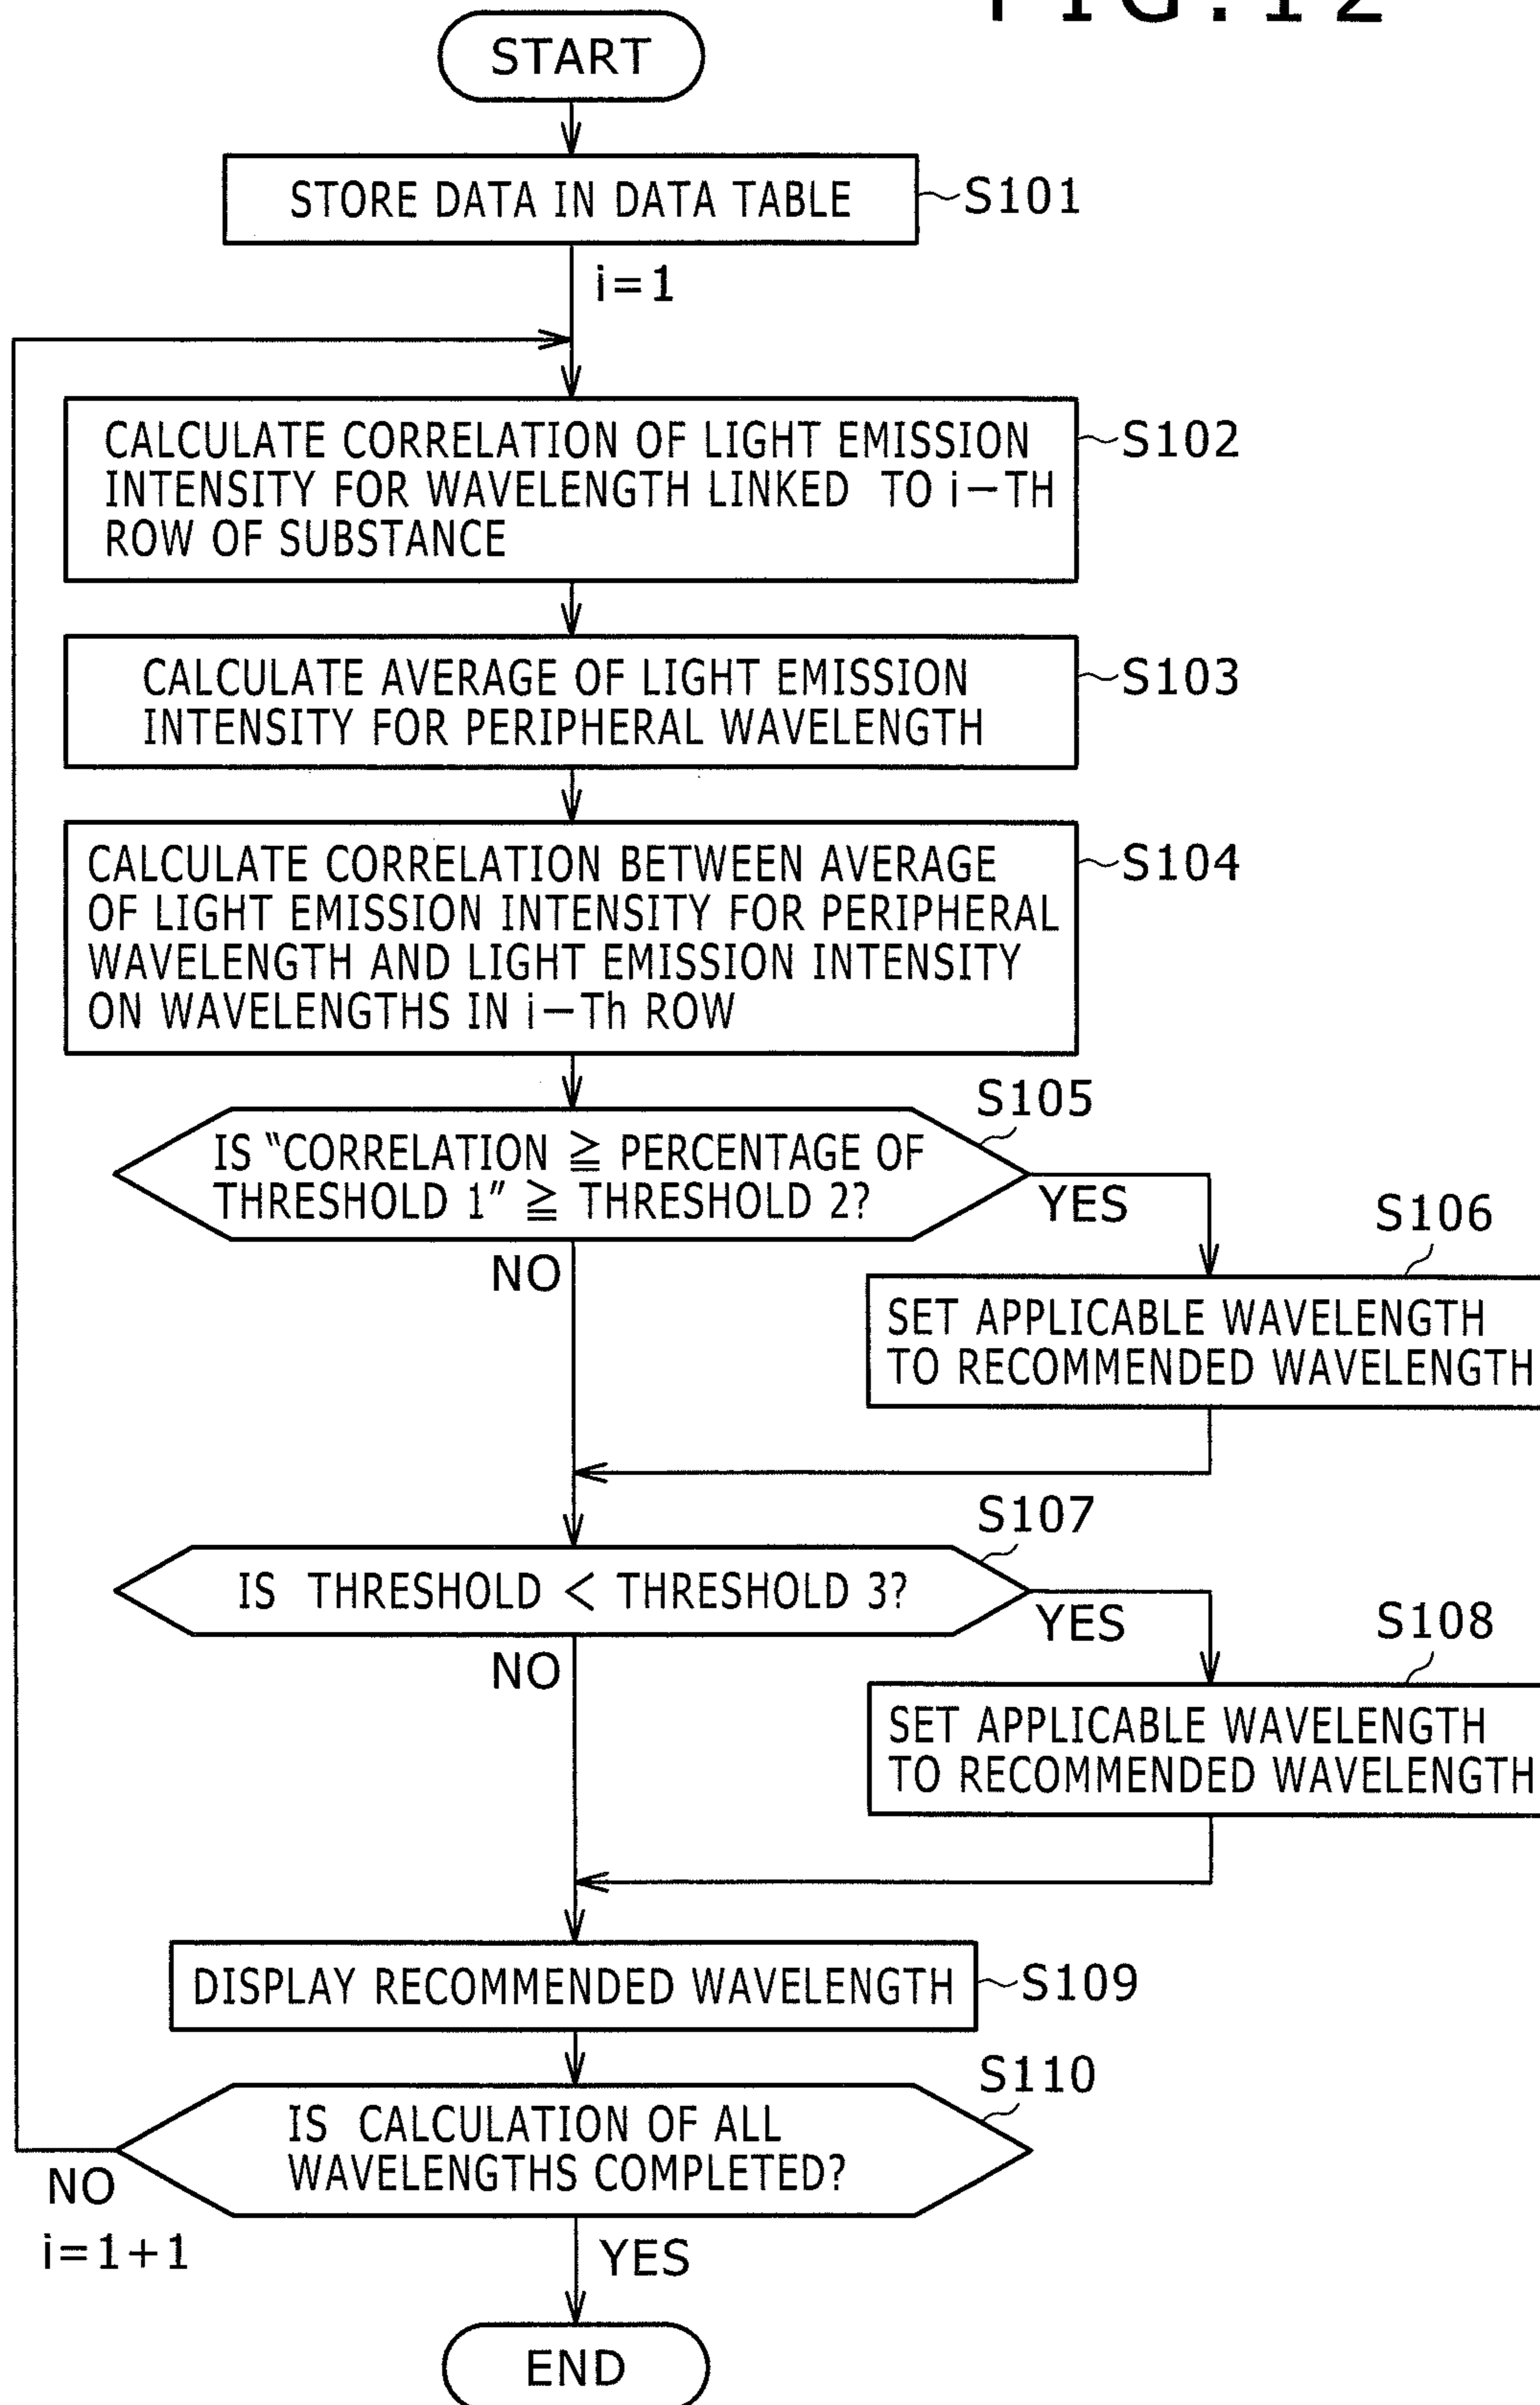 FIG.12
START
STORE DATA IN DATA TABLE
S101
i=1
CALCULATE CORRELATION OF LIGHT EMISSION
INTENSITY FOR WAVELENGTH LINKED TO i-TH
ROW OF SUBSTANCE
S102
CALCULATE AVERAGE OF LIGHT EMISSION
INTENSITY FOR PERIPHERAL WAVELENGTH
S103
CALCULATE CORRELATION BETWEEN AVERAGE
OF LIGHT EMISSION INTENSITY FOR PERIPHERAL
WAVELENGTH AND LIGHT EMISSION INTENSITY
ON WAVELENGTHS IN i-Th ROW
S104
S105
IS "CORRELATION ≧ PERCENTAGE OF
THRESHOLD 1" ≧ THRESHOLD 2?
YES
NO
S106
SET APPLICABLE WAVELENGTH
TO RECOMMENDED WAVELENGTH
S107
IS THRESHOLD < THRESHOLD 3?
YES
NO
S108
SET APPLICABLE WAVELENGTH
TO RECOMMENDED WAVELENGTH
DISPLAY RECOMMENDED WAVELENGTH
S109
S110
IS CALCULATION OF ALL
WAVELENGTHS COMPLETED?
NO
i=1+1
YES
END